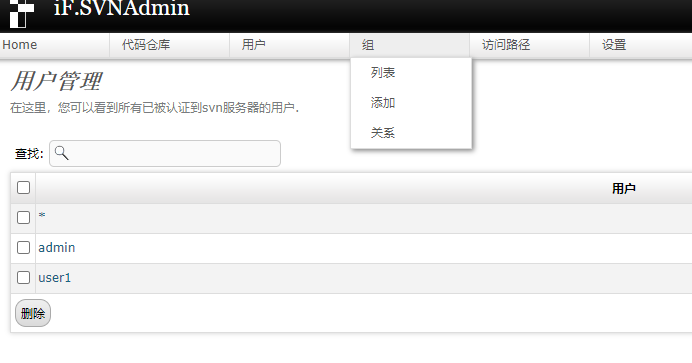 iF.SVNAdmin
Home 代码仓库 用户 组 访问路径 设置
列表
添加
关系
用户管理
在这里，您可以看到所有已被认证到svn服务器的用户.
查找:
用户
*
admin
user1
删除